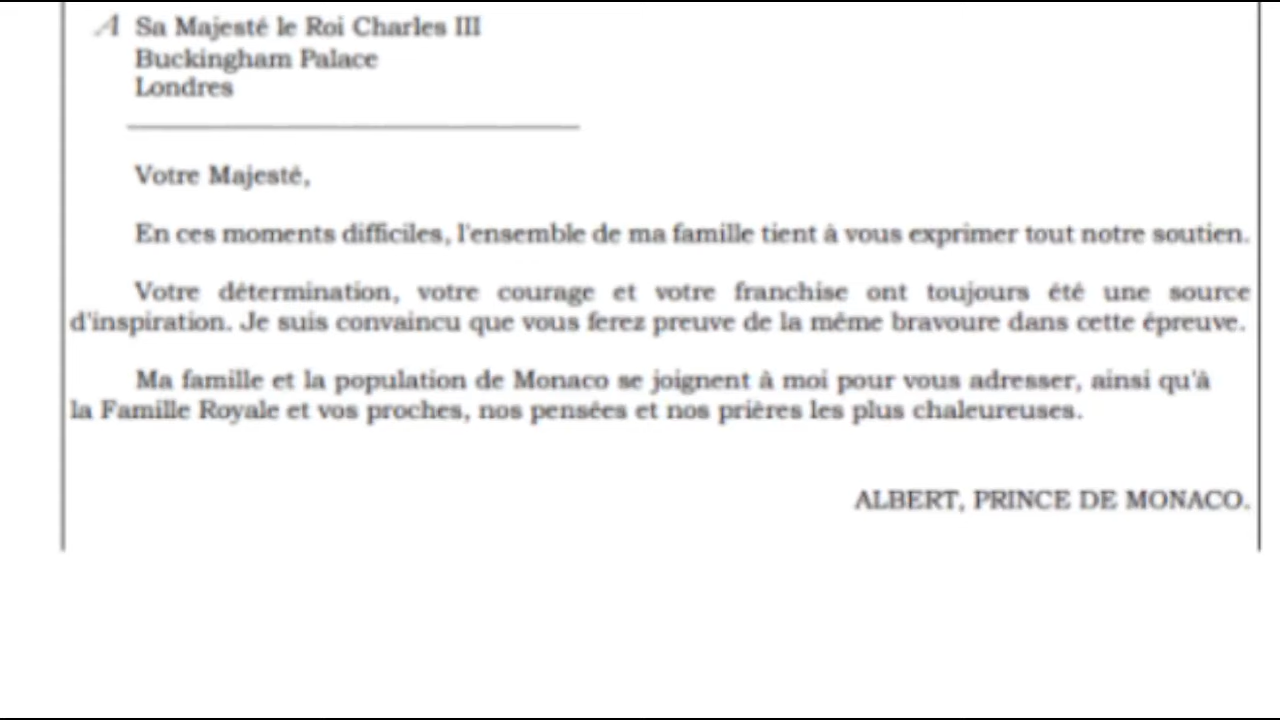 A Sa Majesté le Roi Charles III
Buckingham Palace
Londres
Votre Majesté,
En ces moments difficiles, l'ensemble de ma famille tient à vous exprimer tout notre soutien.
Votre détermination, votre courage et votre franchise ont toujours été une source
d'inspiration. Je suis convaincu que vous ferez preuve de la même bravoure dans cette épreuve.
Ma famille et la population de Monaco se joignent à moi pour vous adresser, ainsi qu'à
la Famille Royale et vos proches, nos pensées et nos prières les plus chaleureuses.
ALBERT, PRINCE DE MONACO.